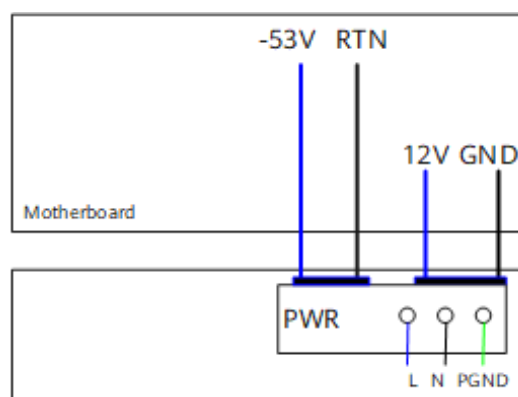 -53V RTN
12V GND
Motherboard
PWR
L N PGND